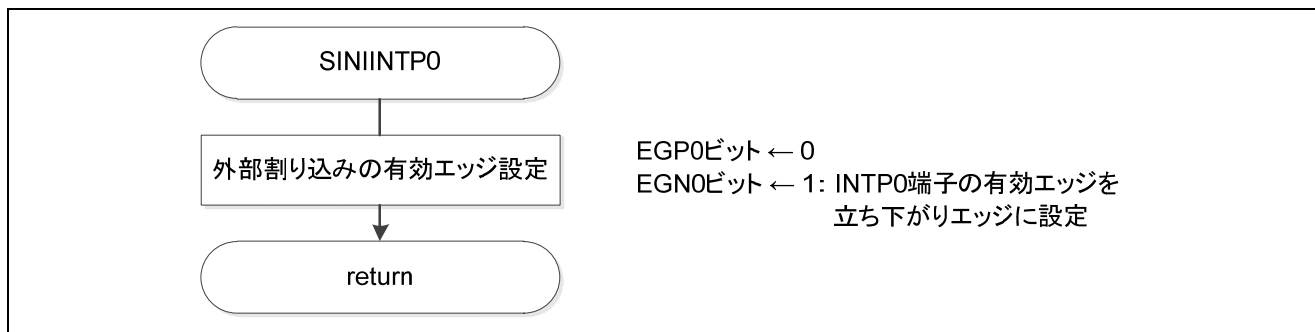 SINIINTP0
外部割り込みの有効エッジ設定
EGP0ビット ← 0
EGN0ビット ← 1: INTP0端子の有効エッジを
立ち下がりエッジに設定
return